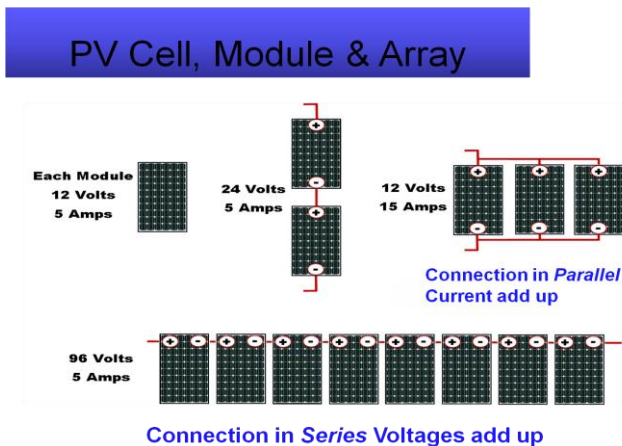 PV Cell, Module & Array
Each Module
12 Volts
5 Amps
+
-
24 Volts
5 Amps
+
-
12 Volts
15 Amps
+ + +
- - -
Connection in Parallel
Current add up
96 Volts
5 Amps
+ - + - + - + - + - + - + - + -
Connection in Series Voltages add up